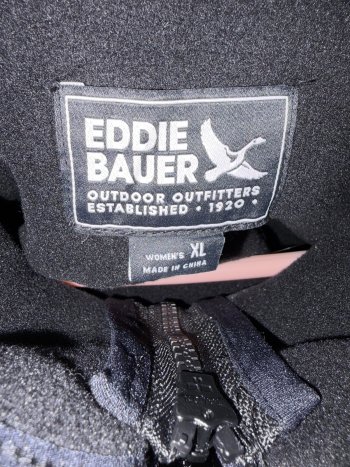 EDDIE
BAUER
OUTDOOR OUTFITTERS
ESTABLISHED • 1920 •
WOMEN'S XL
MADE IN CHINA